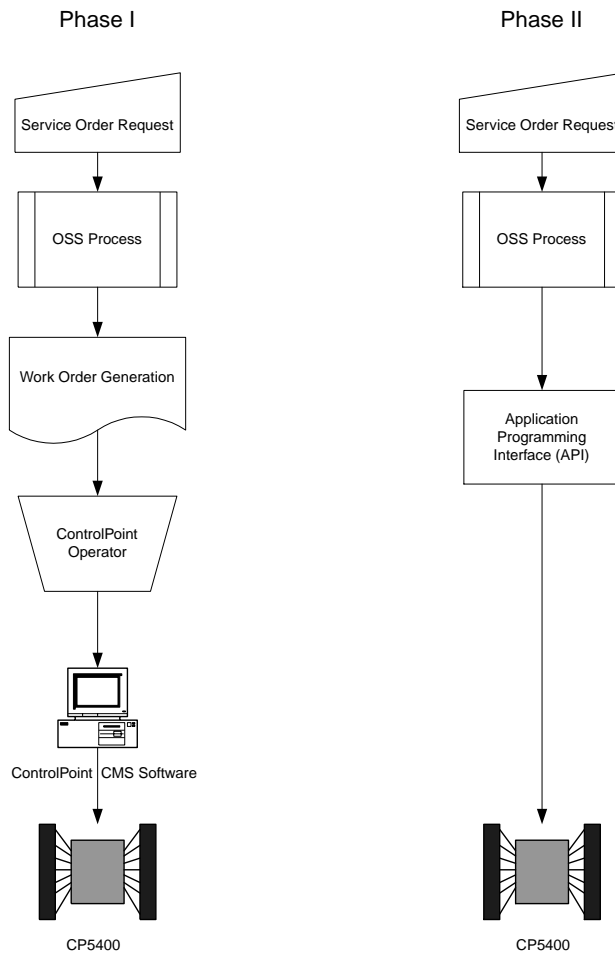 Phase I
Service Order Request
OSS Process
Work Order Generation
ControlPoint
Operator
ControlPoint CMS Software
CP5400
Phase II
Service Order Request
OSS Process
Application
Programming
Interface (API)
CP5400